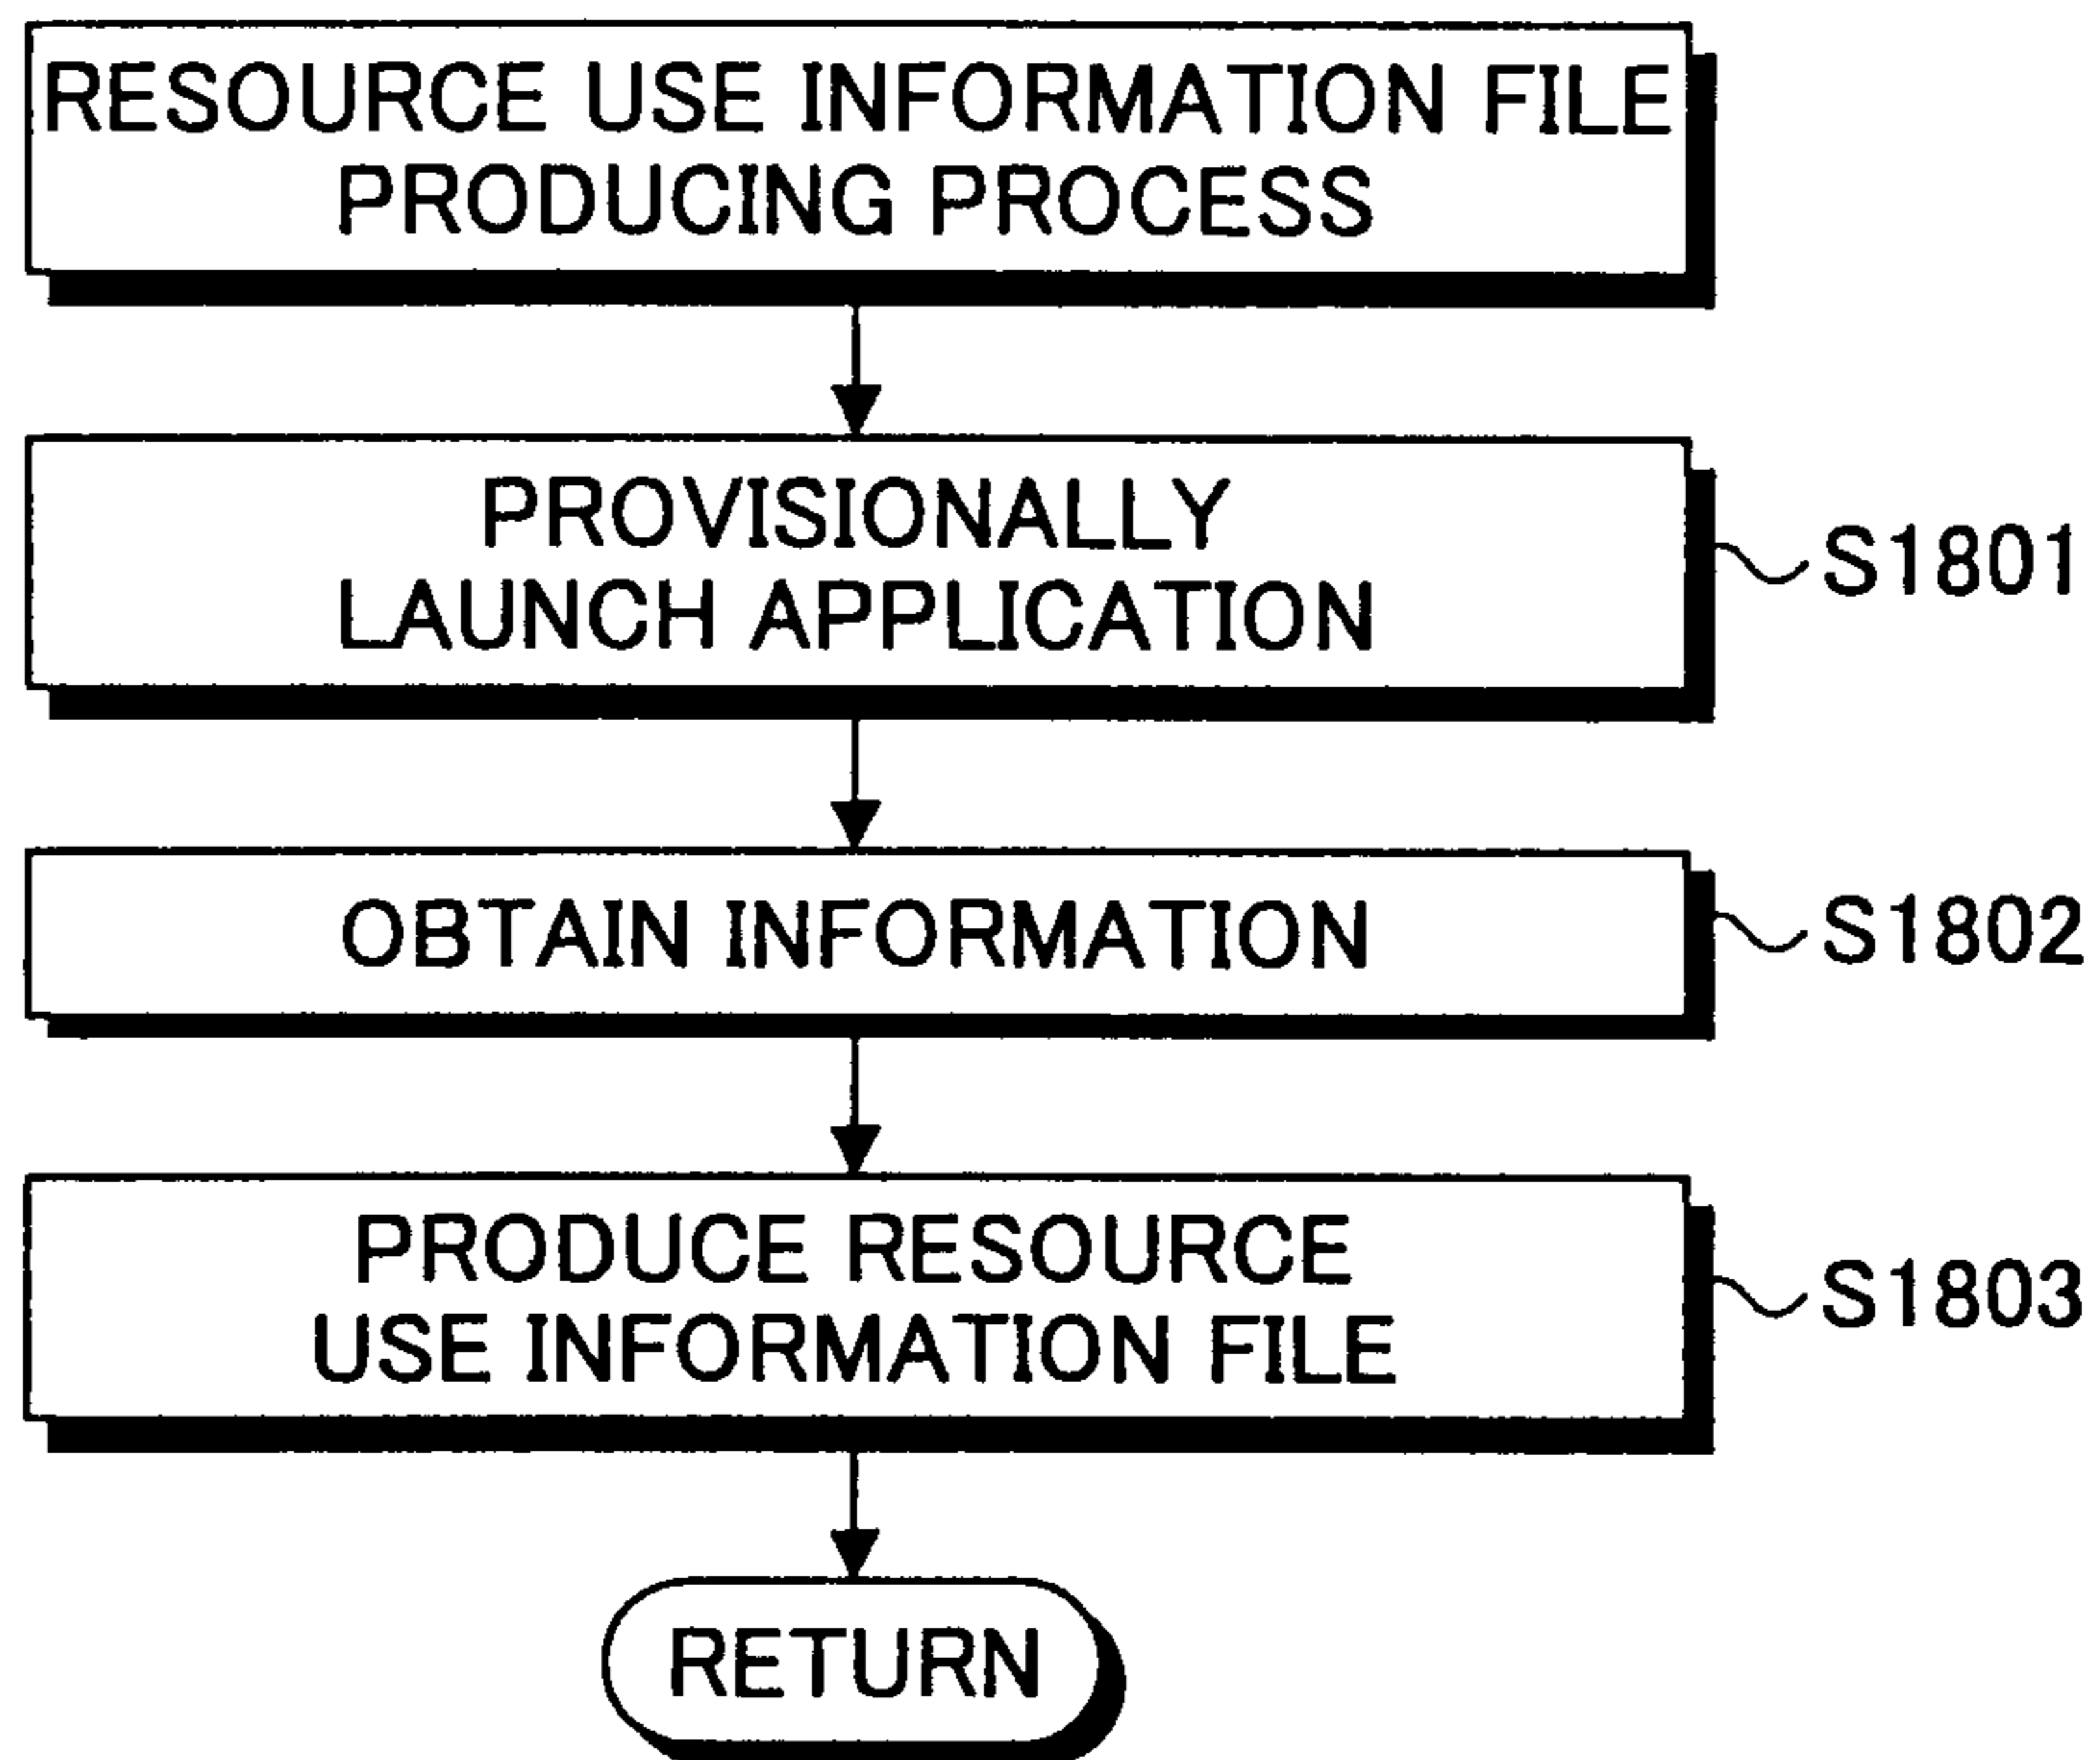 RESOURCE USE INFORMATION FILE
PRODUCING PROCESS
PROVISIONALLY
LAUNCH APPLICATION
S1801
OBTAIN INFORMATION
S1802
PRODUCE RESOURCE
USE INFORMATION FILE
S1803
RETURN